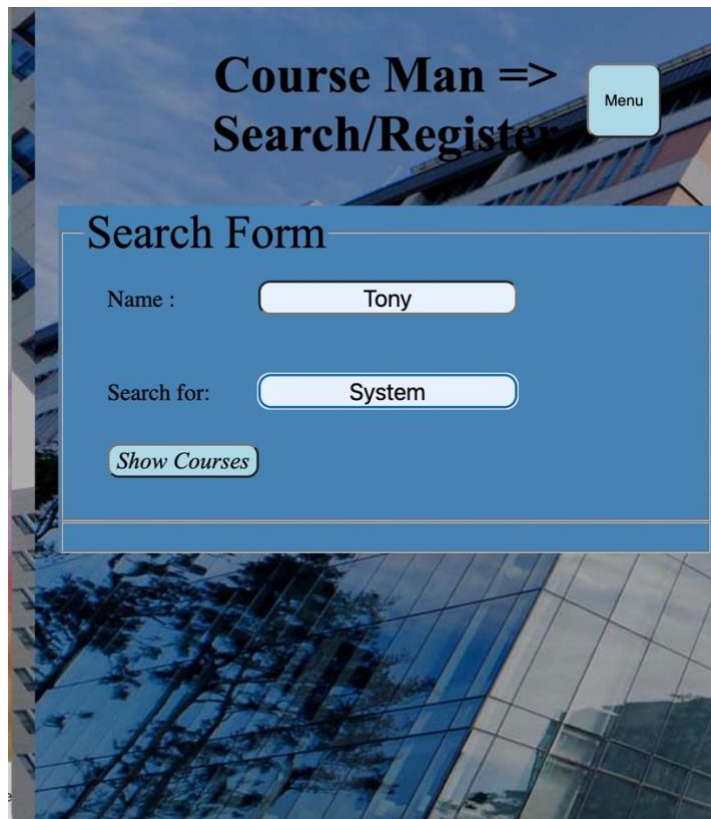 Course Man =>
Search/Register
Menu
Search Form
Name :
Tony
Search for:
System
Show Courses
e